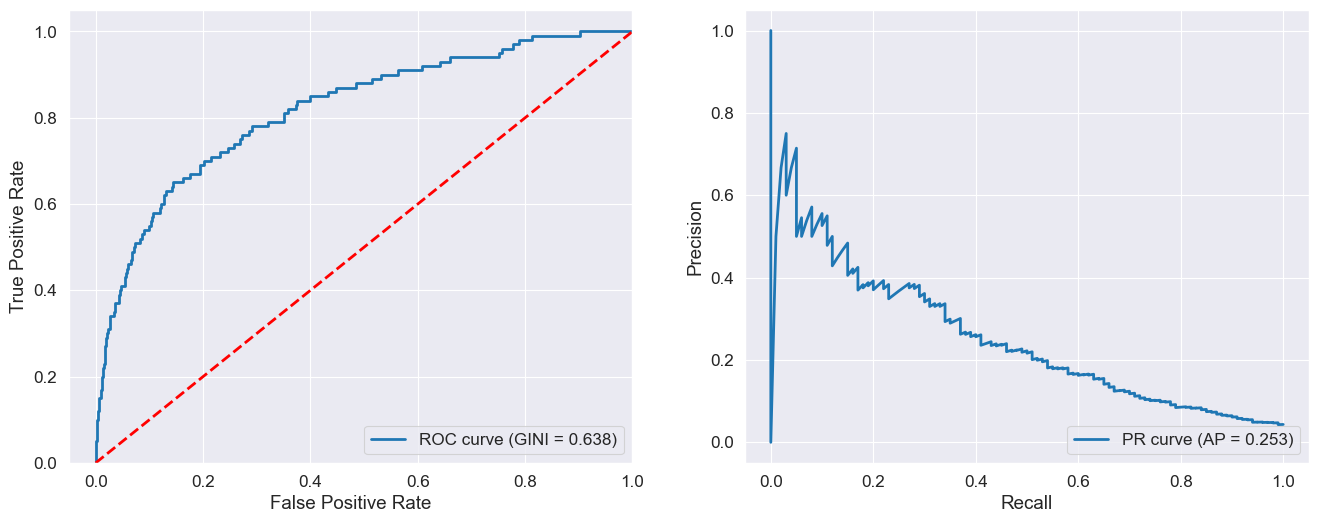 1.0
0.8
0.6
0.4
0.2
0.0
True Positive Rate
0.0 0.2 0.4 0.6 0.8 1.0
False Positive Rate
ROC curve (GINI = 0.638)
1.0
0.8
0.6
0.4
0.2
0.0
Precision
0.0 0.2 0.4 0.6 0.8 1.0
Recall
PR curve (AP = 0.253)